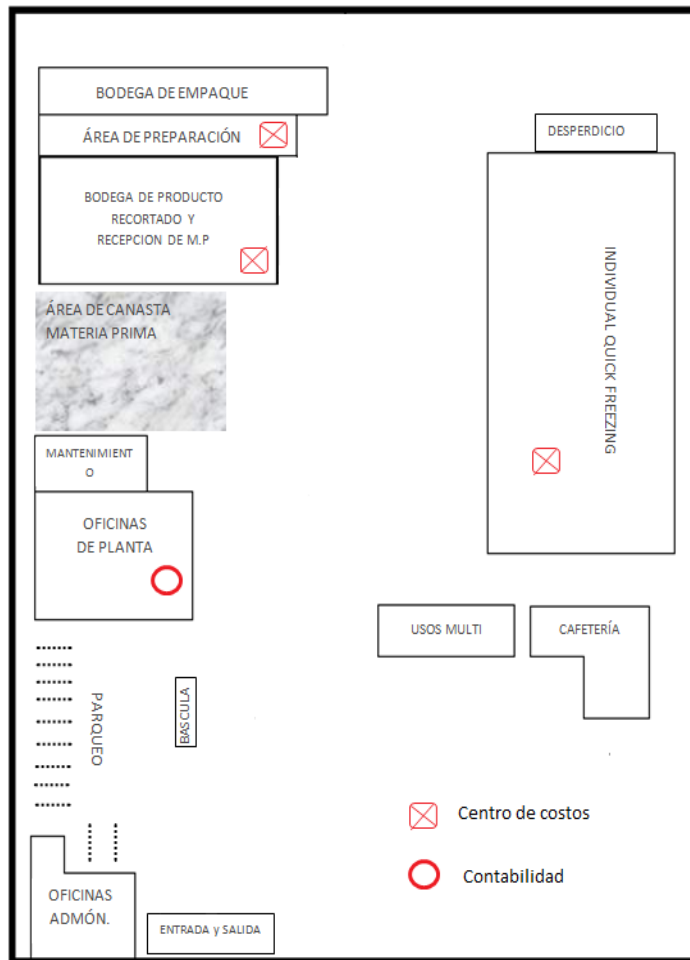 BODEGA DE EMPAQUE
ÁREA DE PREPARACIÓN
DESPERDICIO
BODEGA DE PRODUCTO
RECORTADO Y
RECEPCION DE M.P
INDIVIDUAL QUICK FREEZING
ÁREA DE CANASTA
MATERIA PRIMA
MANTENIMIENT
O
OFICINAS
DE PLANTA
USOS MULTI
CAFETERÍA
PARQUEO
BASCULA
Centro de costos
Contabilidad
OFICINAS
ADMÓN.
ENTRADA y SALIDA